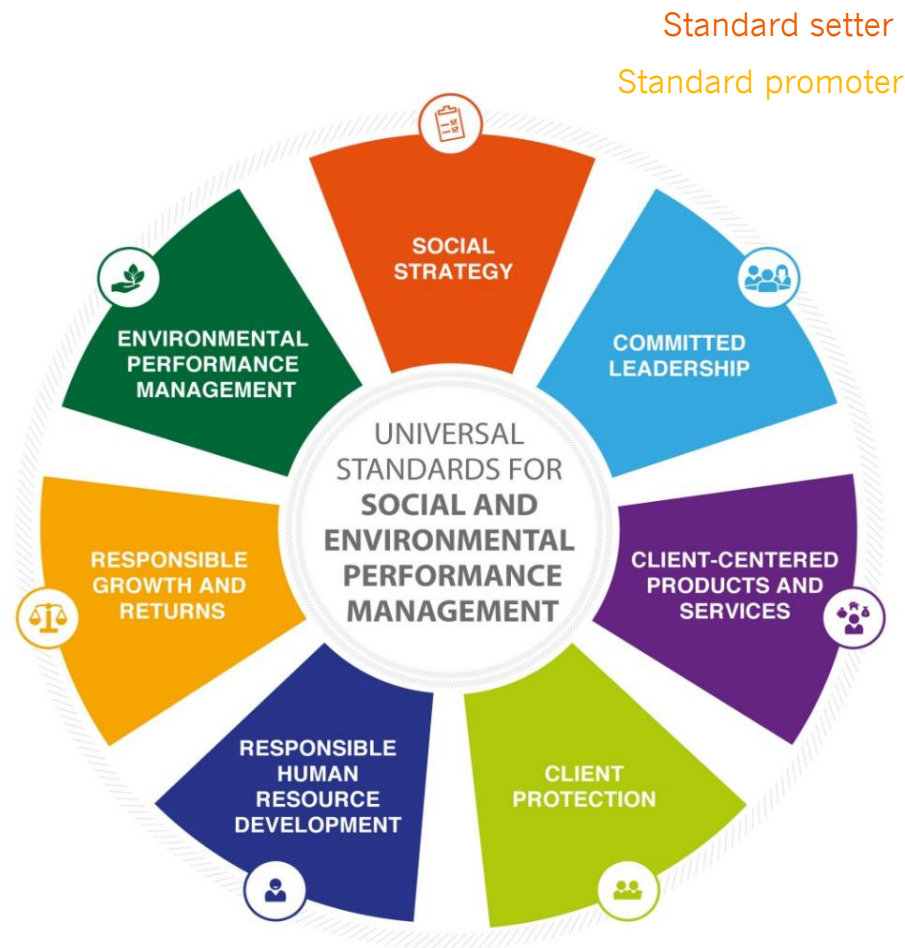 Standard setter
Standard promoter
SOCIAL
STRATEGY
COMMITTED
LEADERSHIP
CLIENT-CENTERED
PRODUCTS AND
SERVICES
CLIENT
PROTECTION
RESPONSIBLE
HUMAN
RESOURCE
DEVELOPMENT
RESPONSIBLE
GROWTH AND
RETURNS
ENVIRONMENTAL
PERFORMANCE
MANAGEMENT
UNIVERSAL
STANDARDS FOR
SOCIAL AND
ENVIRONMENTAL
PERFORMANCE
MANAGEMENT